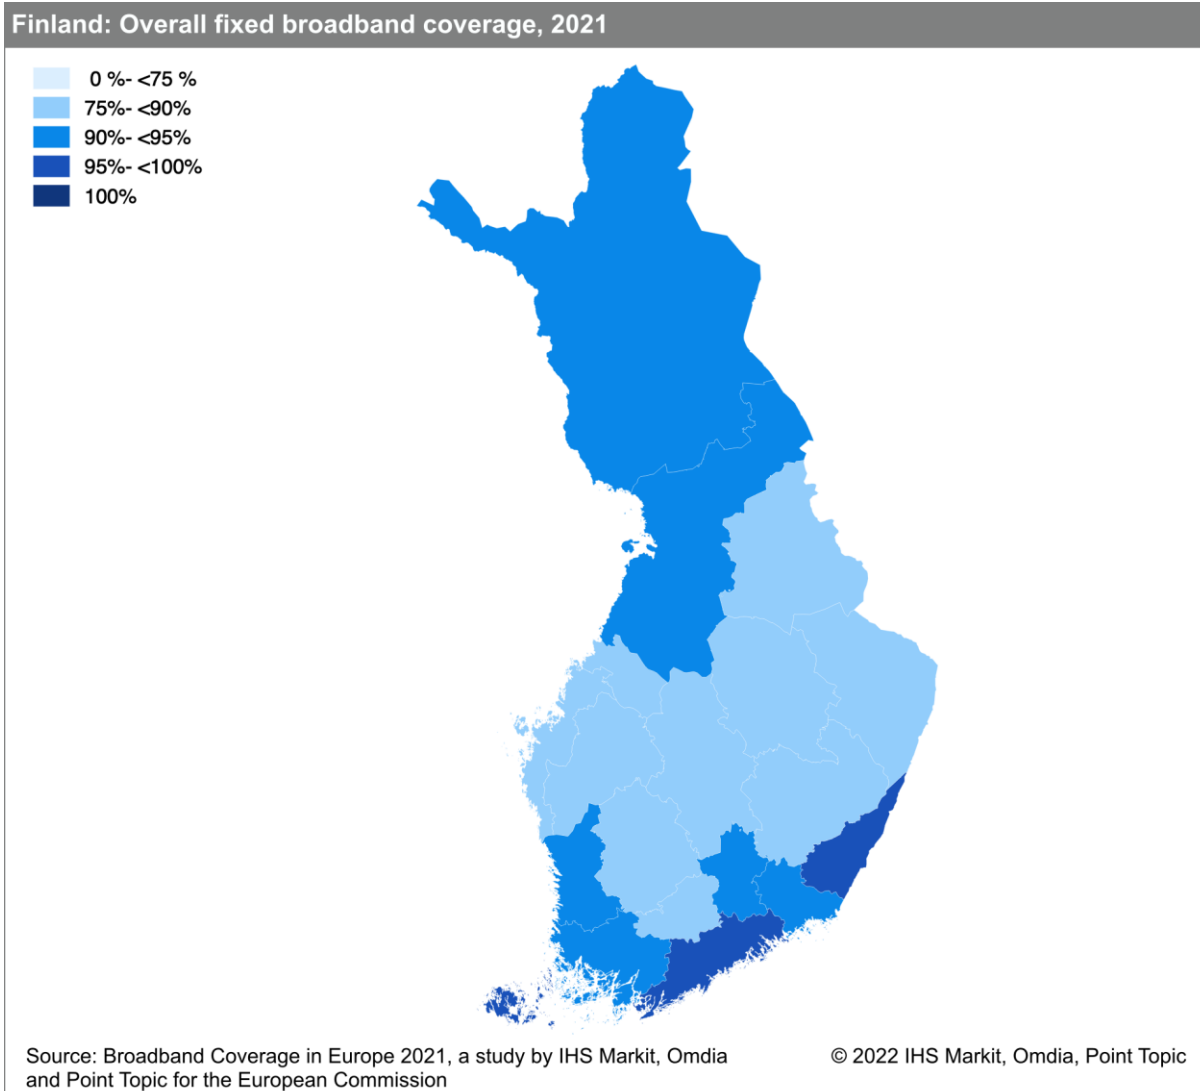 Finland: Overall fixed broadband coverage, 2021
0 %- <75 %
75%- <90%
90%- <95%
95%- <100%
100%
Source: Broadband Coverage in Europe 2021, a study by IHS Markit, Omdia
and Point Topic for the European Commission
© 2022 IHS Markit, Omdia, Point Topic